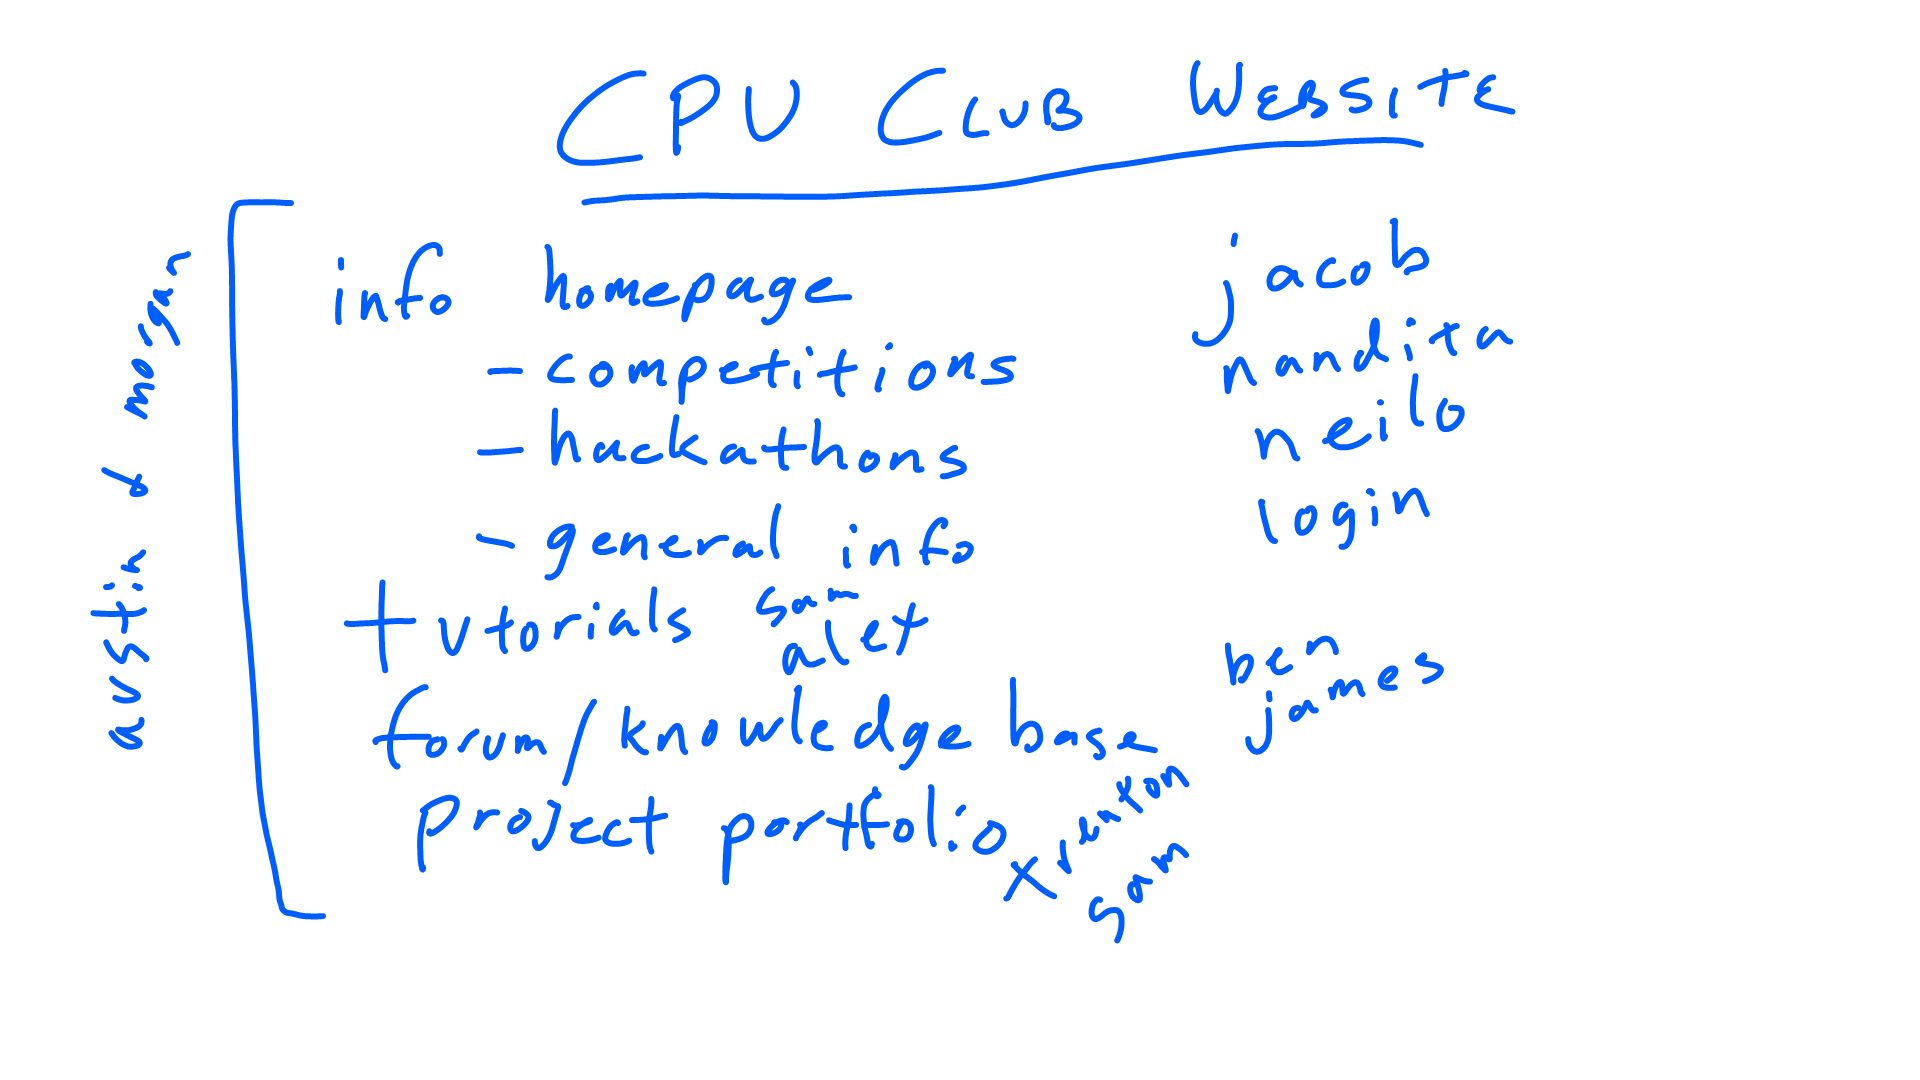 CPU CLUB WEBSITE
austin & morgan
info homepage
- competitions
- hackathons
- general info
jacob
nandita
neilo
login
tutorials sam
alex
forum/knowledge base
ben
james
project portfolio
trenton
sam